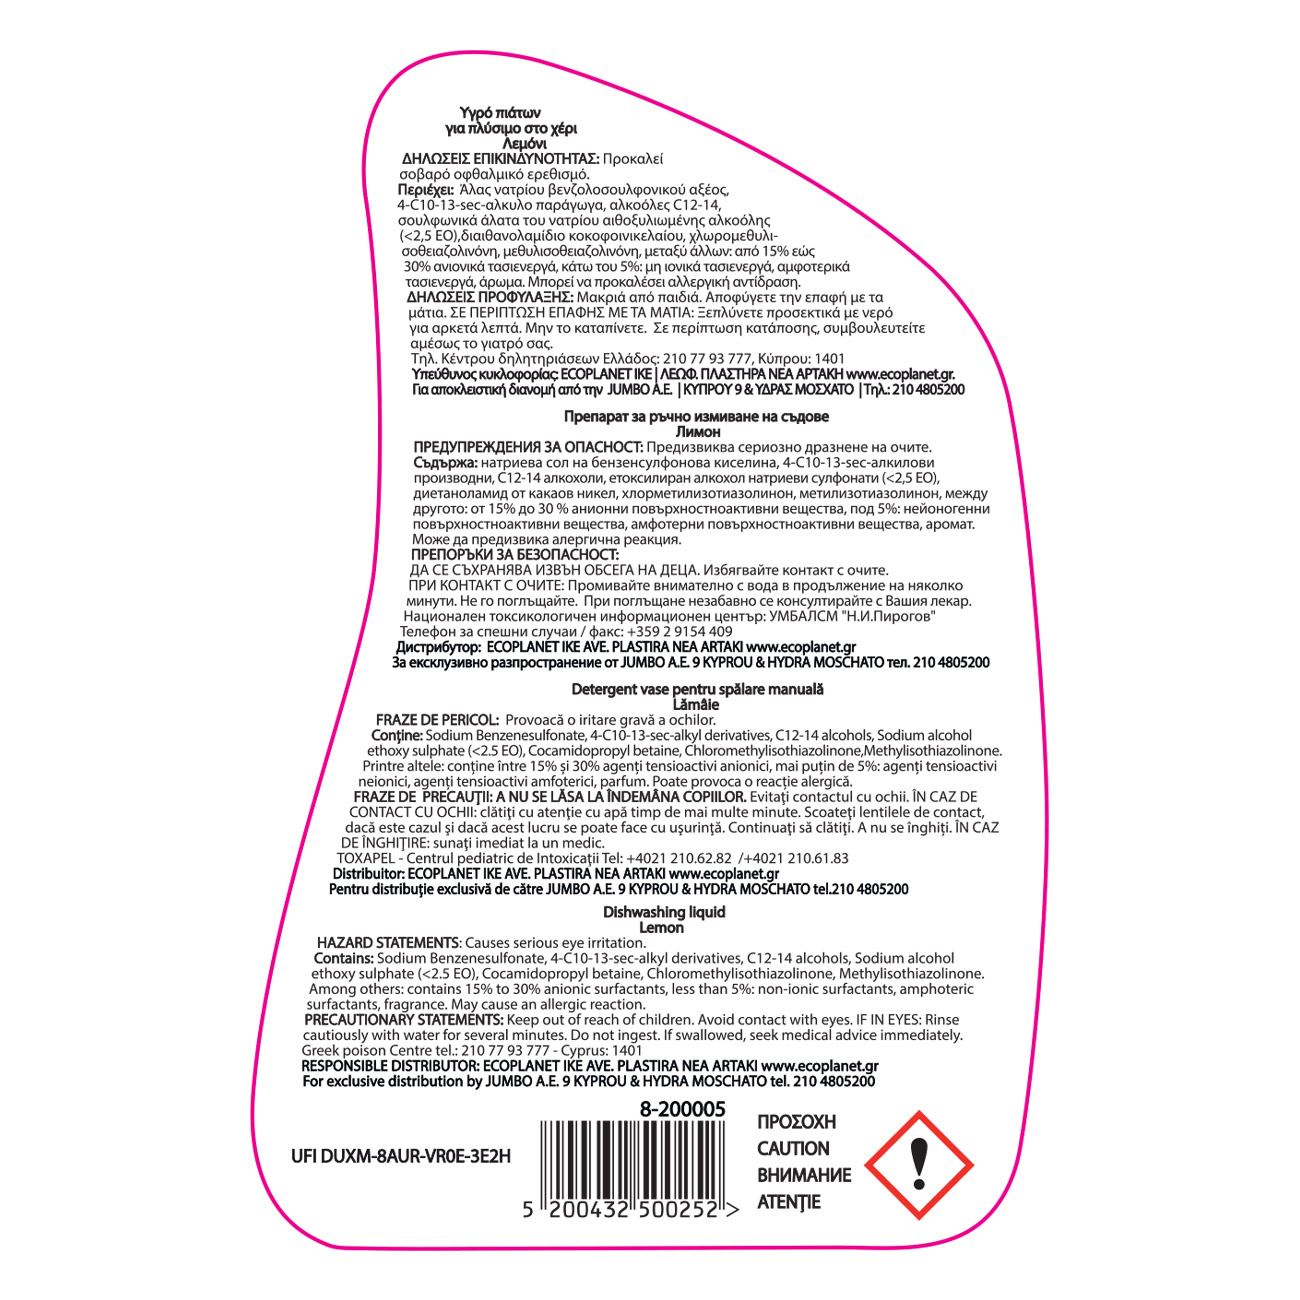 Υγρό πιάτων
για πλύσιμο στο χέρι
Λεμόνι
ΔΗΛΩΣΕΙΣ ΕΠΙΚΙΝΔΥΝΟΤΗΤΑΣ: Προκαλεί
σοβαρό οφθαλμικό ερεθισμό.
Περιέχει: Άλας νατρίου βενζολοσουλφονικού αξέος,
4-C10-13-sec-αλκυλο παράγωγα, αλκοόλες C12-14,
σουλφωνικά άλατα του νατρίου αιθοξυλιωμένης αλκοόλης
(<2,5 EO),διαιθανολαμίδιο κοκοφοινικελαίου, χλωρομεθυλι-
σοθειαζολινόνη, μεθυλισοθειαζολινόνη, μεταξύ άλλων: από 15% εώς
30% ανιονικά τασιενεργά, κάτω του 5%: μη ιονικά τασιενεργά, αμφοτερικά
τασιενεργά, άρωμα. Μπορεί να προκαλέσει αλλεργική αντίδραση.
ΔΗΛΩΣΕΙΣ ΠΡΟΦΥΛΑΞΗΣ: Μακριά από παιδιά. Αποφύγετε την επαφή με τα
μάτια. ΣΕ ΠΕΡΙΠΤΩΣΗ ΕΠΑΦΗΣ ΜΕ ΤΑ ΜΑΤΙΑ: Ξεπλύνετε προσεκτικά με νερό
για αρκετά λεπτά. Μην το καταπίνετε. Σε περίπτωση κατάποσης, συμβουλευτείτε
αμέσως το γιατρό σας.
Τηλ. Κέντρου δηλητηριάσεων Ελλάδος: 210 77 93 777, Κύπρου: 1401
Υπεύθυνος κυκλοφορίας: ECOPLANET IKE | ΛΕΩΦ. ΠΛΑΣΤΗΡΑ ΝΕΑ ΑΡΤΑΚΗ www.ecoplanet.gr.
Για αποκλειστική διανομή από την JUMBO A.E. | ΚΥΠΡΟΥ 9 & ΥΔΡΑΣ ΜΟΣΧΑΤΟ | Τηλ.: 210 4805200
Препарат за ръчно измиване на съдове
Лимон
ПРЕДУПРЕЖДЕНИЯ ЗА ОПАСНОСТ: Предизвиква сериозно дразнене на очите.
Съдържа: натриева сол на бензенсулфонова киселина, 4-C10-13-sec-алкилови
производни, C12-14 алкохоли, етоксилиран алкохол натриеви сулфонати (<2,5 EO),
диетаноламид от какаов никел, хлорметилизотиазолинон, метилизотиазолинон, между
другото: от 15% до 30 % анионни повърхностноактивни вещества, под 5%: нейоногенни
повърхностноактивни вещества, амфотерни повърхностноактивни вещества, аромат.
Може да предизвика алергична реакция.
ПРЕПОРЪКИ ЗА БЕЗОПАСНОСТ:
ДА СЕ СЪХРАНЯВА ИЗВЪН ОБСЕГА НА ДЕЦА. Избягвайте контакт с очите.
ПРИ КОНТАКТ С ОЧИТЕ: Промивайте внимателно с вода в продължение на няколко
минути. Не го поглъщайте. При поглъщане незабавно се консултирайте с Вашия лекар.
Национален токсикологичен информационен център: УМБАЛСМ "Н.И.Пирогов"
Телефон за спешни случаи / факс: +359 2 9154 409
Дистрибутор: ECOPLANET IKE AVE. PLASTIRA NEA ARTAKI www.ecoplanet.gr
За ексклузивно разпространение от JUMBO A.E. 9 KYPROU & HYDRA MOSCHATO тел. 210 4805200
Detergent vase pentru spălare manuală
Lămâie
FRAZE DE PERICOL: Provoacă o iritare gravă a ochilor.
Conţine: Sodium Benzenesulfonate, 4-C10-13-sec-alkyl derivatives, C12-14 alcohols, Sodium alcohol
ethoxy sulphate (<2.5 EO), Cocamidopropyl betaine, Chloromethylisothiazolinone,Methylisothiazolinone.
Printre altele: conține între 15% și 30% agenți tensioactivi anionici, mai puțin de 5%: agenți tensioactivi
neionici, agenți tensioactivi amfoterici, parfum. Poate provoca o reacție alergică.
FRAZE DE PRECAUŢII: A NU SE LĂSA LA ÎNDEMÂNA COPIILOR. Evitaţi contactul cu ochii. ÎN CAZ DE
CONTACT CU OCHII: clătiţi cu atenţie cu apă timp de mai multe minute. Scoateţi lentilele de contact,
dacă este cazul şi dacă acest lucru se poate face cu uşurinţă. Continuaţi să clătiţi. A nu se înghiți. ÎN CAZ
DE ÎNGHIŢIRE: sunaţi imediat la un medic.
TOXAPEL - Centrul pediatric de Intoxicaţii Tel: +4021 210.62.82 /+4021 210.61.83
Distribuitor: ECOPLANET IKE AVE. PLASTIRA NEA ARTAKI www.ecoplanet.gr
Pentru distribuţie exclusivă de către JUMBO A.E. 9 KYPROU & HYDRA MOSCHATO tel.210 4805200
Dishwashing liquid
Lemon
HAZARD STATEMENTS: Causes serious eye irritation.
Contains: Sodium Benzenesulfonate, 4-C10-13-sec-alkyl derivatives, C12-14 alcohols, Sodium alcohol
ethoxy sulphate (<2.5 EO), Cocamidopropyl betaine, Chloromethylisothiazolinone, Methylisothiazolinone.
Among others: contains 15% to 30% anionic surfactants, less than 5%: non-ionic surfactants, amphoteric
surfactants, fragrance. May cause an allergic reaction.
PRECAUTIONARY STATEMENTS: Keep out of reach of children. Avoid contact with eyes. IF IN EYES: Rinse
cautiously with water for several minutes. Do not ingest. If swallowed, seek medical advice immediately.
Greek poison Centre tel.: 210 77 93 777 - Cyprus: 1401
RESPONSIBLE DISTRIBUTOR: ECOPLANET IKE AVE. PLASTIRA NEA ARTAKI www.ecoplanet.gr
For exclusive distribution by JUMBO A.E. 9 KYPROU & HYDRA MOSCHATO tel. 210 4805200
8-200005
UFI DUXM-8AUR-VR0E-3E2H
5 200432 500252 >
ΠΡΟΣΟΧΗ
CAUTION
ВНИМАНИЕ
ATENŢIE